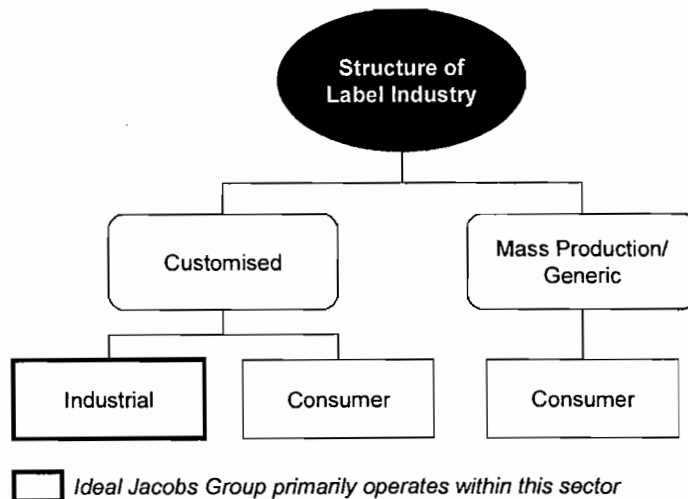 Structure of
Label Industry
Customised
Mass Production/
Generic
Industrial
Consumer
Consumer
Ideal Jacobs Group primarily operates within this sector